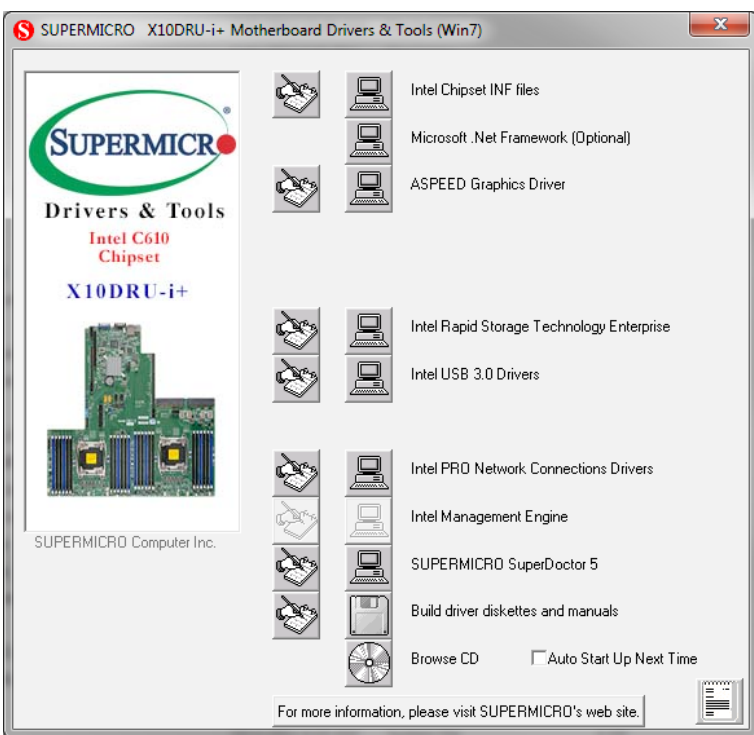 SUPERMICRO X10DRU-i+ Motherboard Drivers & Tools (Win7)
SUPERMICR
Drivers & Tools
Intel C610
Chipset
X10DRU-i+
SUPERMICRO Computer Inc.
Intel Chipset INF files
Microsoft .Net Framework (Optional)
ASPEED Graphics Driver
Intel Rapid Storage Technology Enterprise
Intel USB 3.0 Drivers
Intel PRO Network Connections Drivers
Intel Management Engine
SUPERMICRO SuperDoctor 5
Build driver diskettes and manuals
Browse CD
Auto Start Up Next Time
For more information, please visit SUPERMICRO's web site.